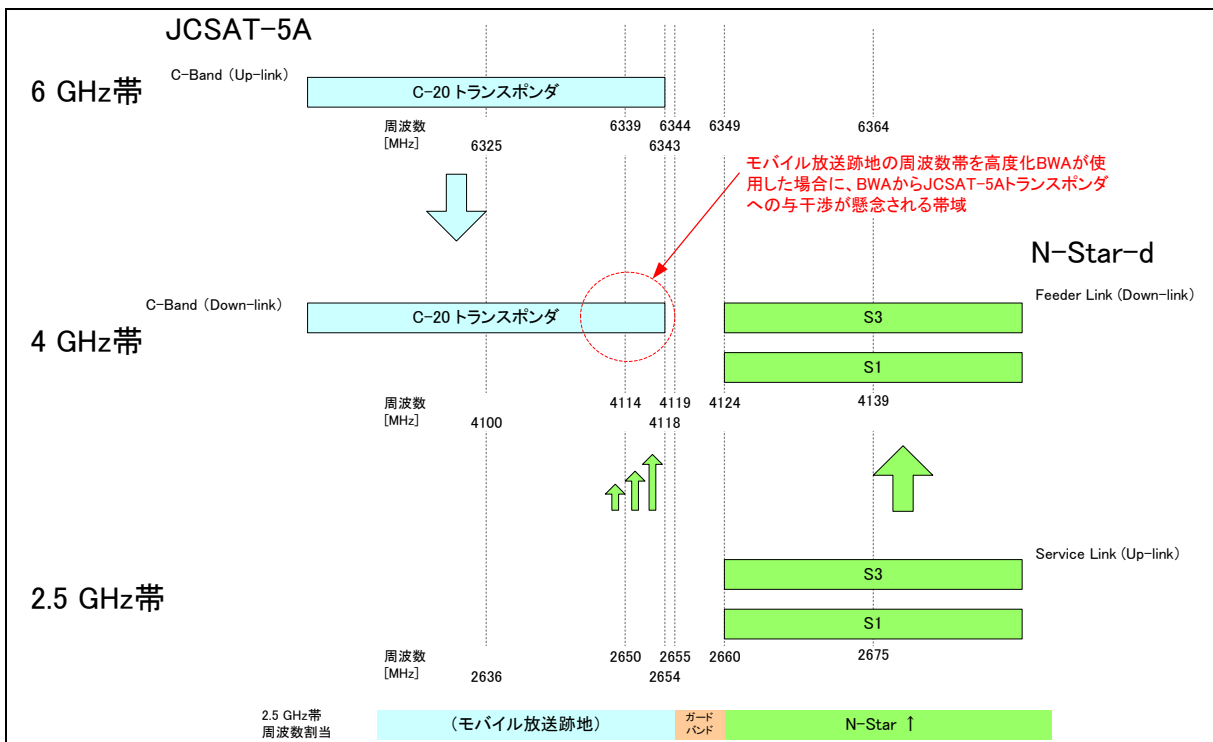 JCSAT-5A
6 GHz帯
C-Band (Up-link)
C-20 トランスポンダ
周波数
[MHz]
6325
6339
6343
6344
6349
6364
モバイル放送跡地の周波数帯を高度化BWAが使
用した場合に、BWAからJCSAT-5Aトランスポンダ
への与干渉が懸念される帯域
N-Star-d
4 GHz帯
C-Band (Down-link)
C-20 トランスポンダ
Feeder Link (Down-link)
S3
S1
周波数
[MHz]
4100
4114
4118
4119
4124
4139
2.5 GHz帯
Service Link (Up-link)
S3
S1
周波数
[MHz]
2636
2650
2654
2655
2660
2675
2.5 GHz帯
周波数割当
(モバイル放送跡地)
ガード
バンド
N-Star ↑